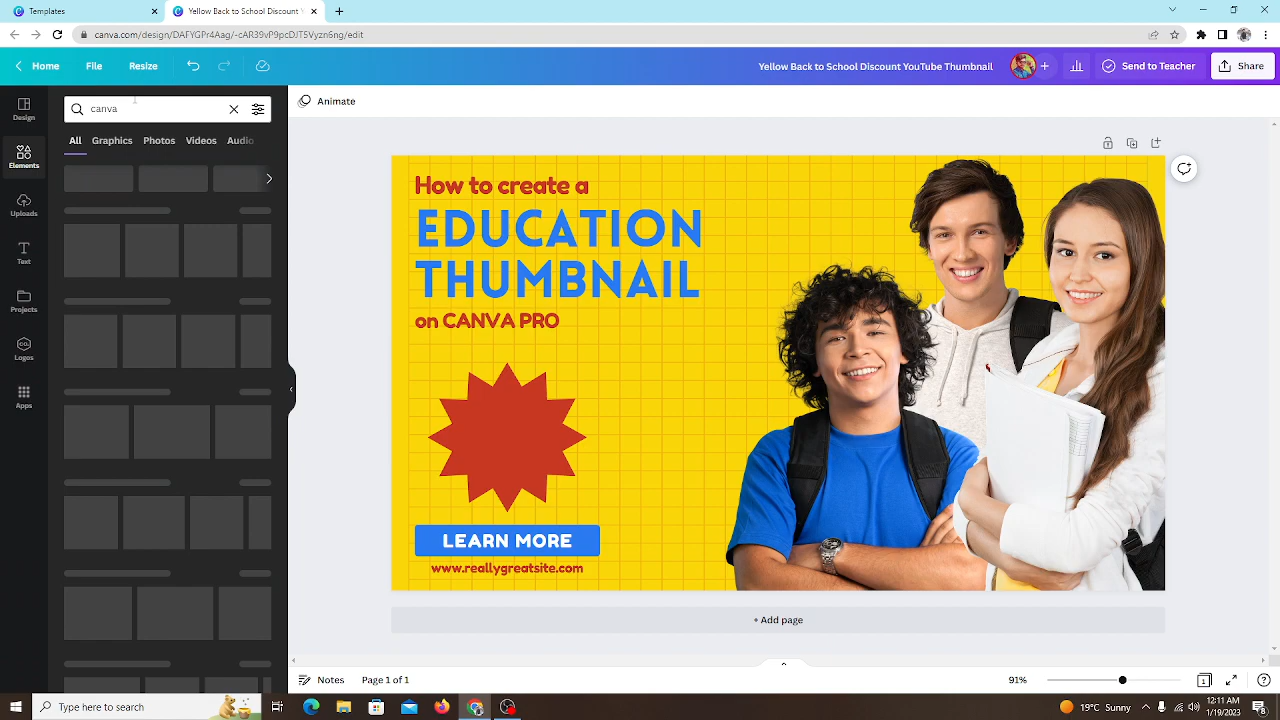 Templates
Yellow Back to School Discount Y
canva.com/design/DAFYGPr4Aag/-cAR39vP9pcDJTSVyzn6ng/edit
Home
File
Resize
Yellow Back to School Discount YouTube Thumbnail
Send to Teacher
Share
Design
Elements
Uploads
Text
Projects
Logos
Apps
canva
All
Graphics
Photos
Videos
Audio
Animate
How to create a
EDUCATION
THUMBNAIL
on CANVA PRO
LEARN MORE
www.reallygreatsite.com
+ Add page
Notes
Page 1 of 1
91%
1
Type here to search
19°C Sunny
12:11 AM
1/19/2023